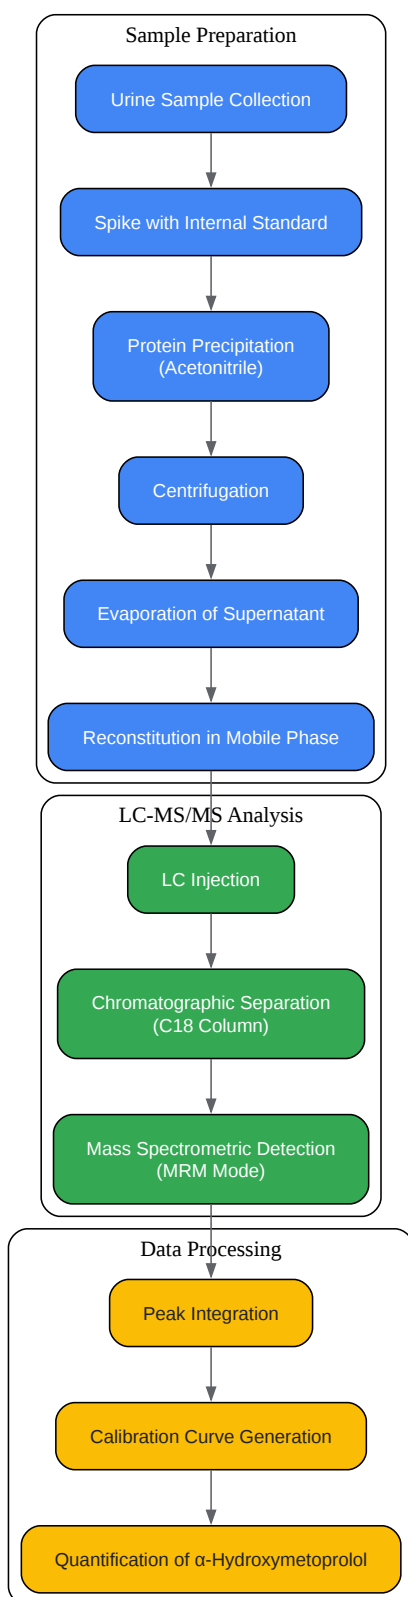 Sample Preparation
Urine Sample Collection
Spike with Internal Standard
Protein Precipitation
(Acetonitrile)
Centrifugation
Evaporation of Supernatant
Reconstitution in Mobile Phase
LC-MS/MS Analysis
LC Injection
Chromatographic Separation
(C18 Column)
Mass Spectrometric Detection
(MRM Mode)
Data Processing
Peak Integration
Calibration Curve Generation
Quantification of α-Hydroxymetoprolol